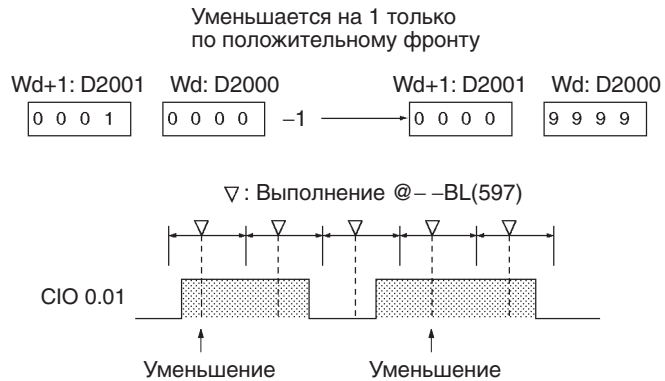 Уменьшается на 1 только
по положительному фронту
Wd+1: D2001 Wd: D2000 Wd+1: D2001 Wd: D2000
0 0 0 1 0 0 0 0 −1 0 0 0 0 9 9 9 9
▽: Выполнение @− −BL(597)
CIO 0.01
Уменьшение Уменьшение